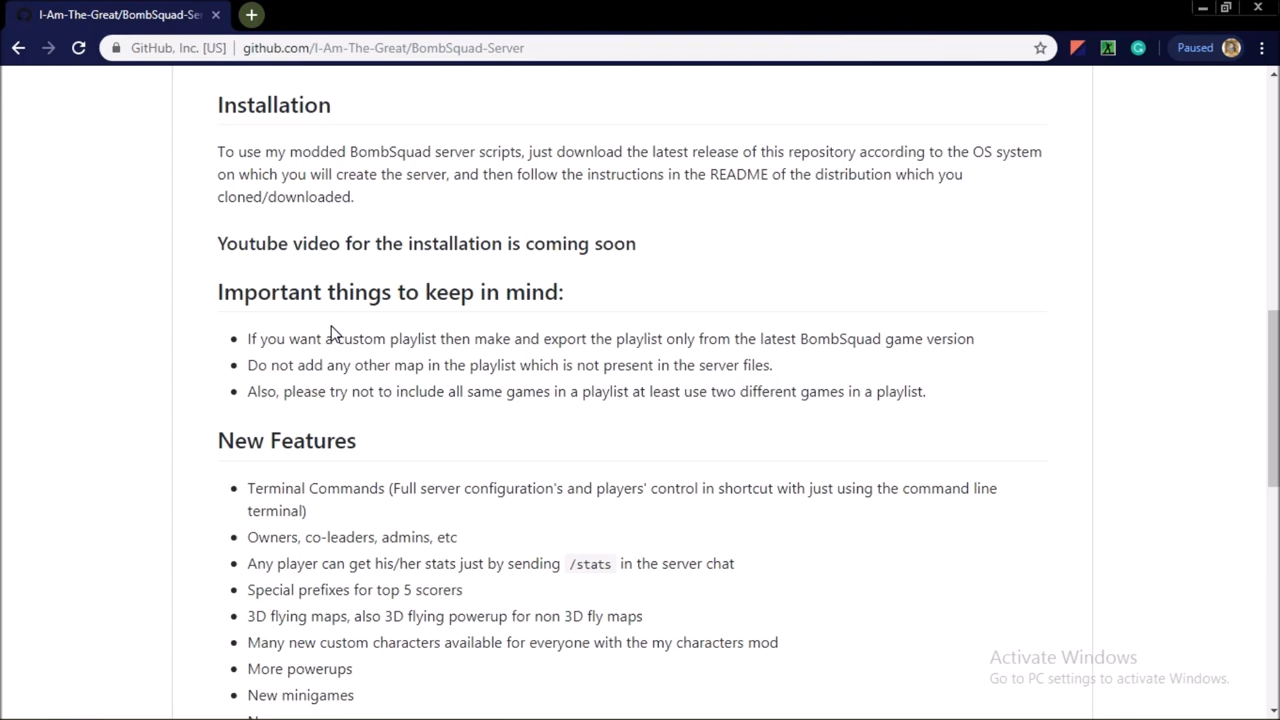 I-Am-The-Great/BombSquad-Ser
GitHub, Inc. [US] github.com/I-Am-The-Great/BombSquad-Server Paused
Installation
To use my modded BombSquad server scripts, just download the latest release of this repository according to the OS system
on which you will create the server, and then follow the instructions in the README of the distribution which you
cloned/downloaded.
Youtube video for the installation is coming soon
Important things to keep in mind:
If you want a custom playlist then make and export the playlist only from the latest BombSquad game version
Do not add any other map in the playlist which is not present in the server files.
Also, please try not to include all same games in a playlist at least use two different games in a playlist.
New Features
Terminal Commands (Full server configuration's and players' control in shortcut with just using the command line
terminal)
Owners, co-leaders, admins, etc
Any player can get his/her stats just by sending /stats in the server chat
Special prefixes for top 5 scorers
3D flying maps, also 3D flying powerup for non 3D fly maps
Many new custom characters available for everyone with the my characters mod
More powerups
New minigames
Activate Windows
Go to PC settings to activate Windows.